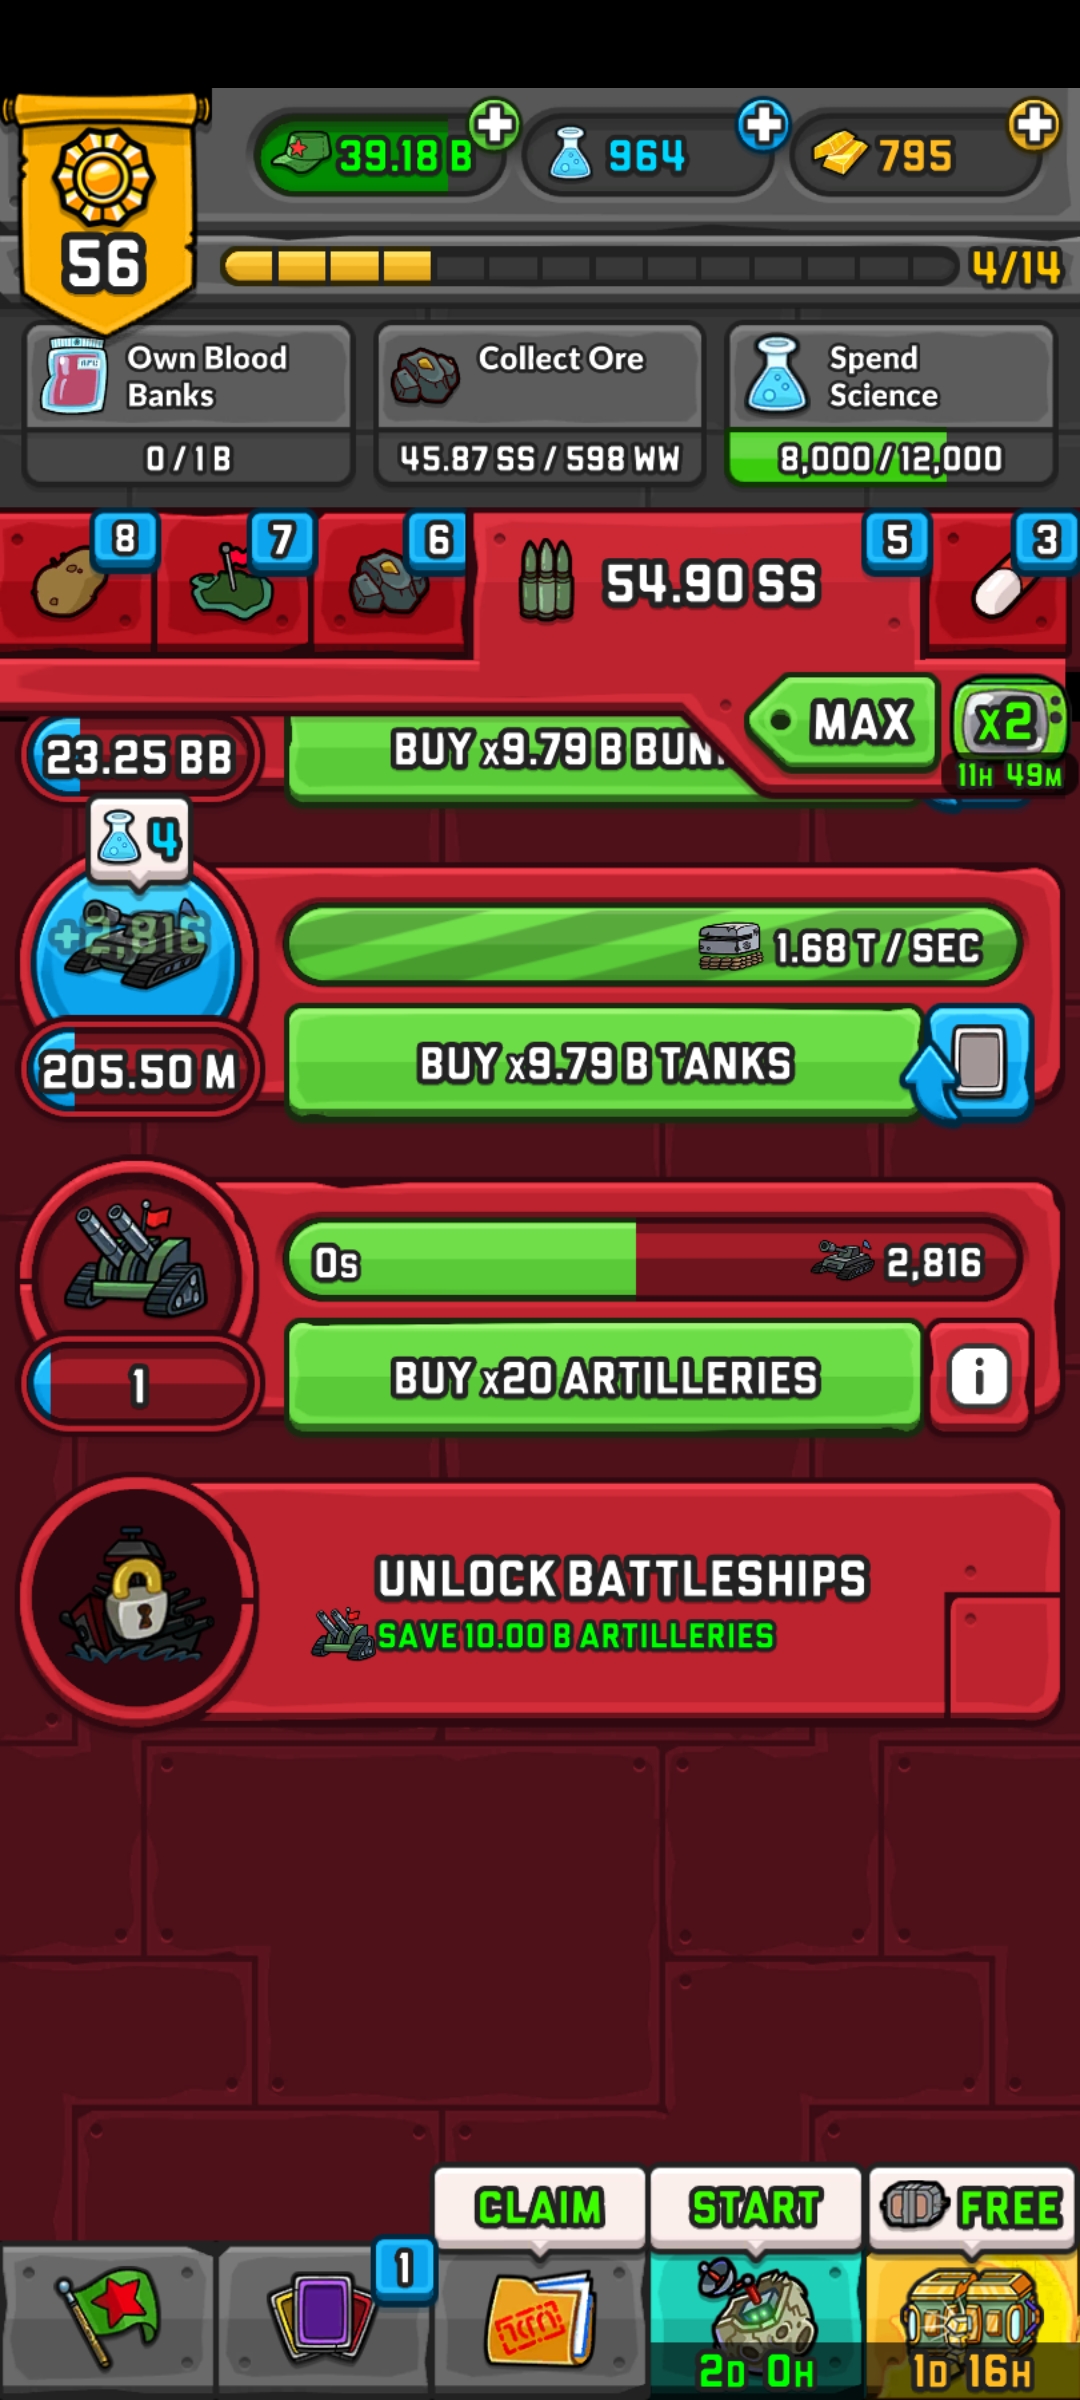 39.18 B
964
795
56
4/14
Own Blood
Banks
0 / 1 B
Collect Ore
45.87 SS / 598 WW
Spend
Science
8,000 / 12,000
8
7
6
54.90 SS
5
3
MAX
x2
11H 49M
23.25 BB
BUY x9.79 B BUN
4
+2,816
1.68 T / SEC
205.50 M
BUY x9.79 B TANKS
0s
2,816
1
BUY x20 ARTILLERIES
i
UNLOCK BATTLESHIPS
SAVE 10.00 B ARTILLERIES
CLAIM
START
FREE
1
2D 0H
1D 16H